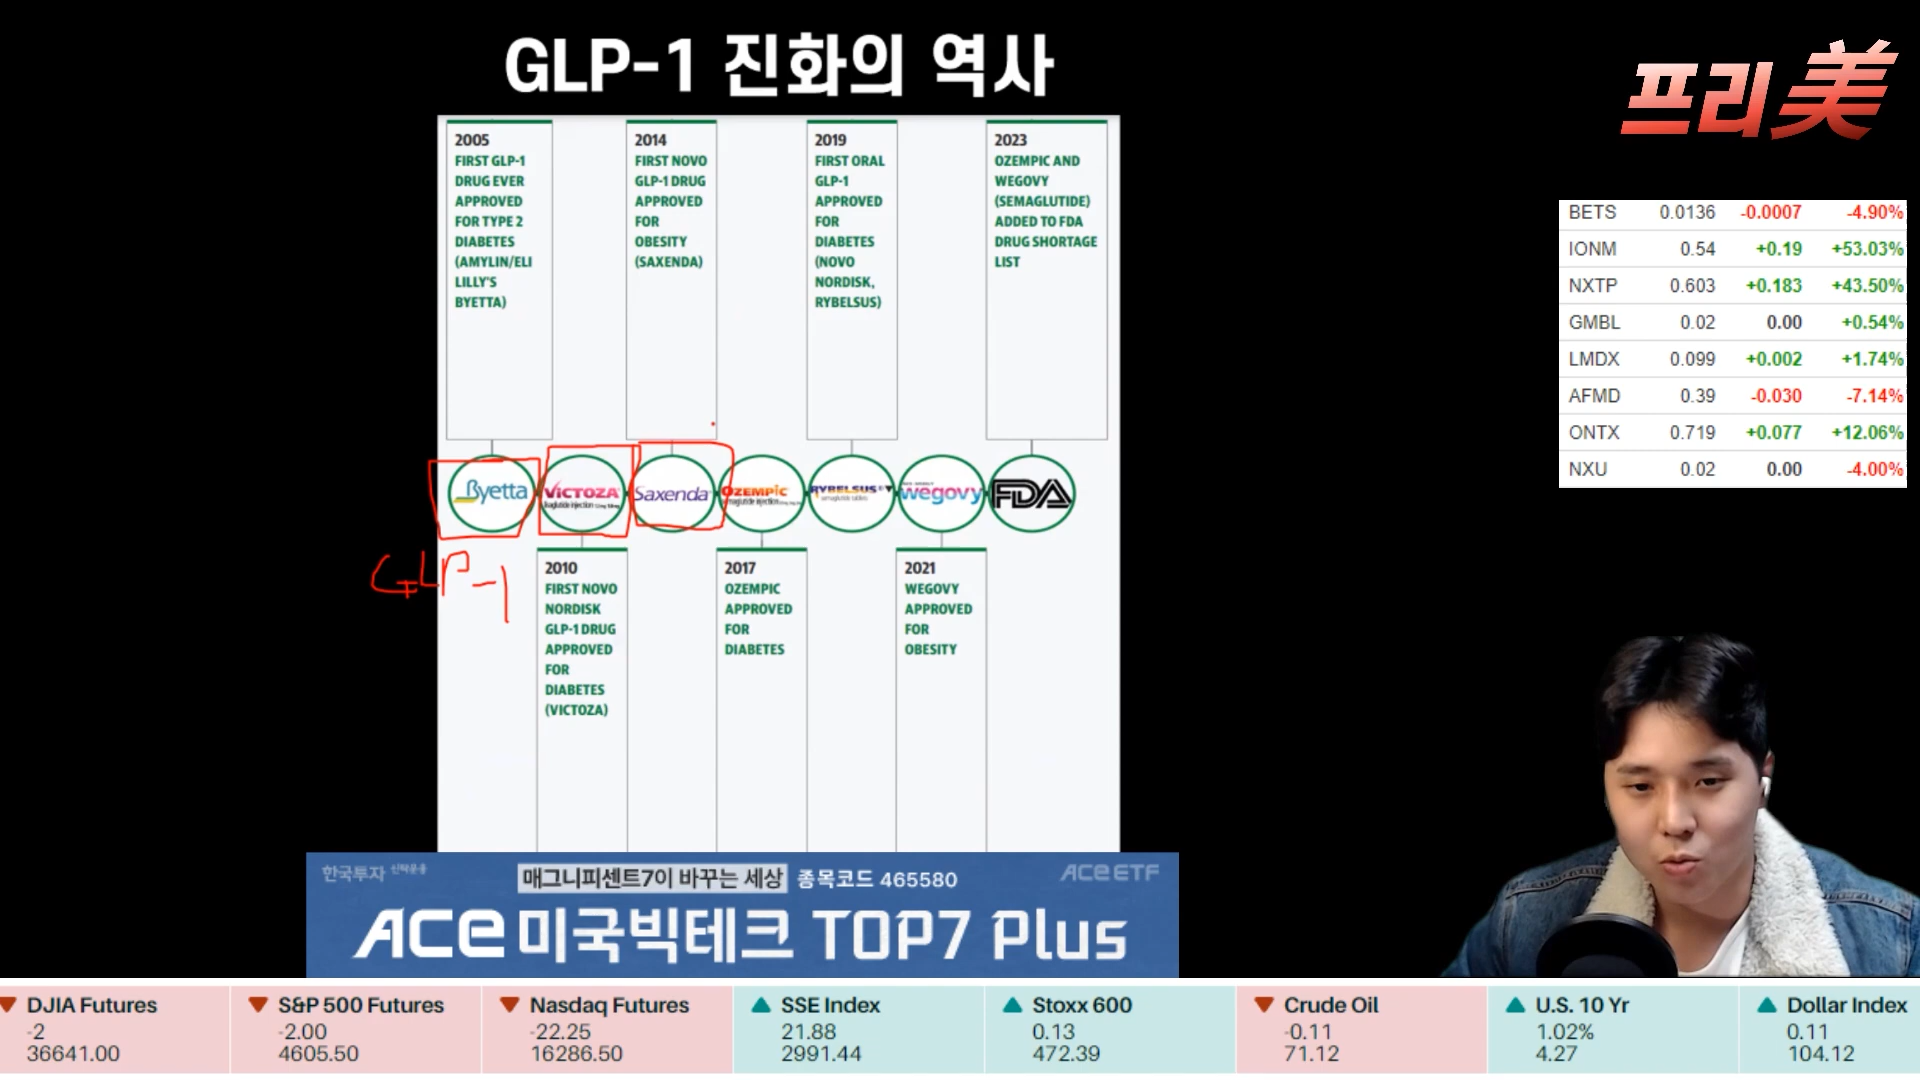 GLP-1 진화의 역사
프리美
2005
FIRST GLP-1
DRUG EVER
APPROVED
FOR TYPE 2
DIABETES
(AMYLIN/ELI
LILLY'S
BYETTA)
2014
FIRST NOVO
GLP-1 DRUG
APPROVED
FOR
OBESITY
(SAXENDA)
2019
FIRST ORAL
GLP-1
APPROVED
FOR
DIABETES
(NOVO
NORDISK,
RYBELSUS)
2023
OZEMPIC AND
WEGOVY
(SEMAGLUTIDE)
ADDED TO FDA
DRUG SHORTAGE
LIST
Byetta
VICTOZA
Saxenda
OZEMPIC
RYBELSUS
wegovy
FDA
GLP-1
2010
FIRST NOVO
NORDISK
GLP-1 DRUG
APPROVED
FOR
DIABETES
(VICTOZA)
2017
OZEMPIC
APPROVED
FOR
DIABETES
2021
WEGOVY
APPROVED
FOR
OBESITY
BETS 0.0136 -0.0007 -4.90%
IONM 0.54 +0.19 +53.03%
NXTP 0.603 +0.183 +43.50%
GMBL 0.02 0.00 +0.54%
LMDX 0.099 +0.002 +1.74%
AFMD 0.39 -0.030 -7.14%
ONTX 0.719 +0.077 +12.06%
NXU 0.02 0.00 -4.00%
한국투자 신탁운용
매그니피센트7이 바꾸는 세상 종목코드 465580
ACE ETF
ACE 미국빅테크 TOP7 Plus
DJIA Futures
-2
36641.00
S&P 500 Futures
-2.00
4605.50
Nasdaq Futures
-22.25
16286.50
SSE Index
21.88
2991.44
Stoxx 600
0.13
472.39
Crude Oil
-0.11
71.12
U.S. 10 Yr
1.02%
4.27
Dollar Index
0.11
104.12